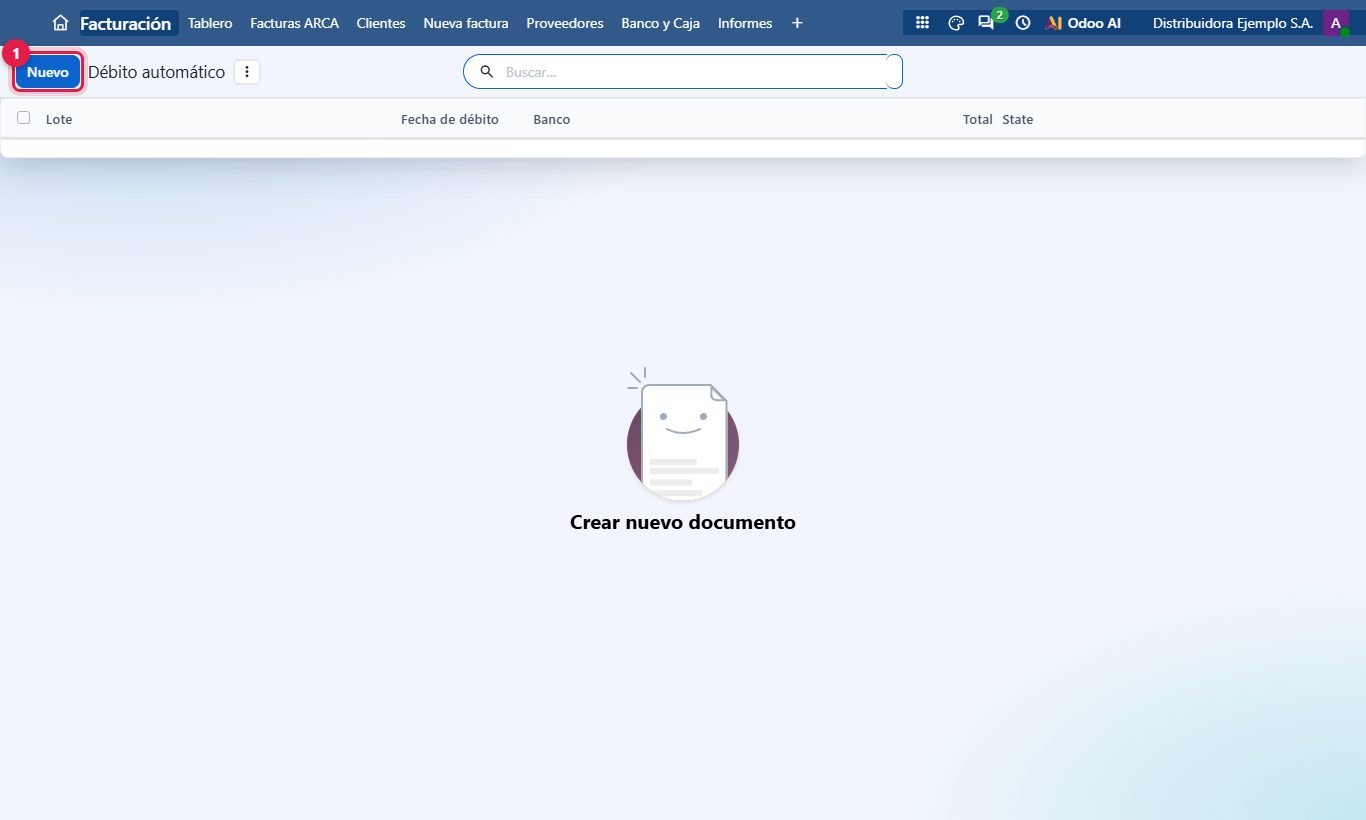 Facturación Tablero Facturas ARCA Clientes Nueva factura Proveedores Banco y Caja Informes + 2 Odoo AI Distribuidora Ejemplo S.A. A
1
Nuevo Débito automático Buscar...
Lote Fecha de débito Banco Total State
Crear nuevo documento